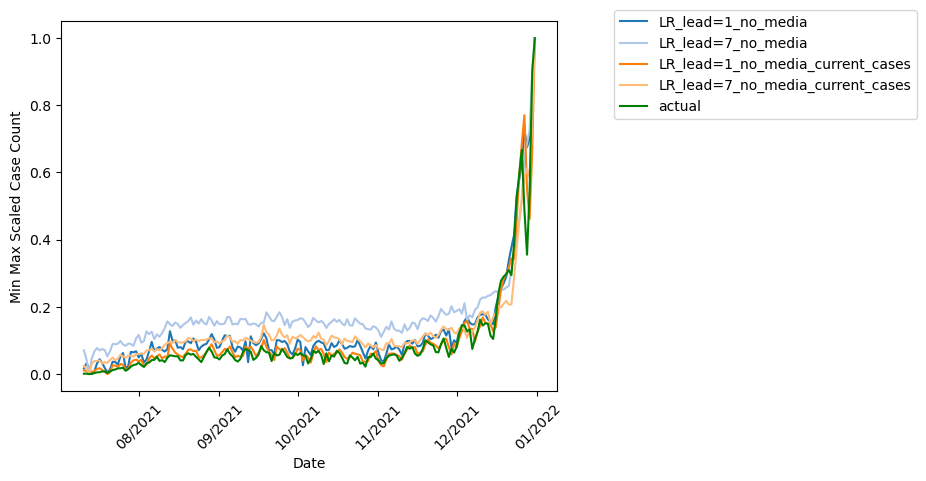 LR_lead=1_no_media
LR_lead=7_no_media
LR_lead=1_no_media_current_cases
LR_lead=7_no_media_current_cases
actual
Min Max Scaled Case Count
1.0
0.8
0.6
0.4
0.2
0.0
08/2021
09/2021
10/2021
11/2021
12/2021
01/2022
Date